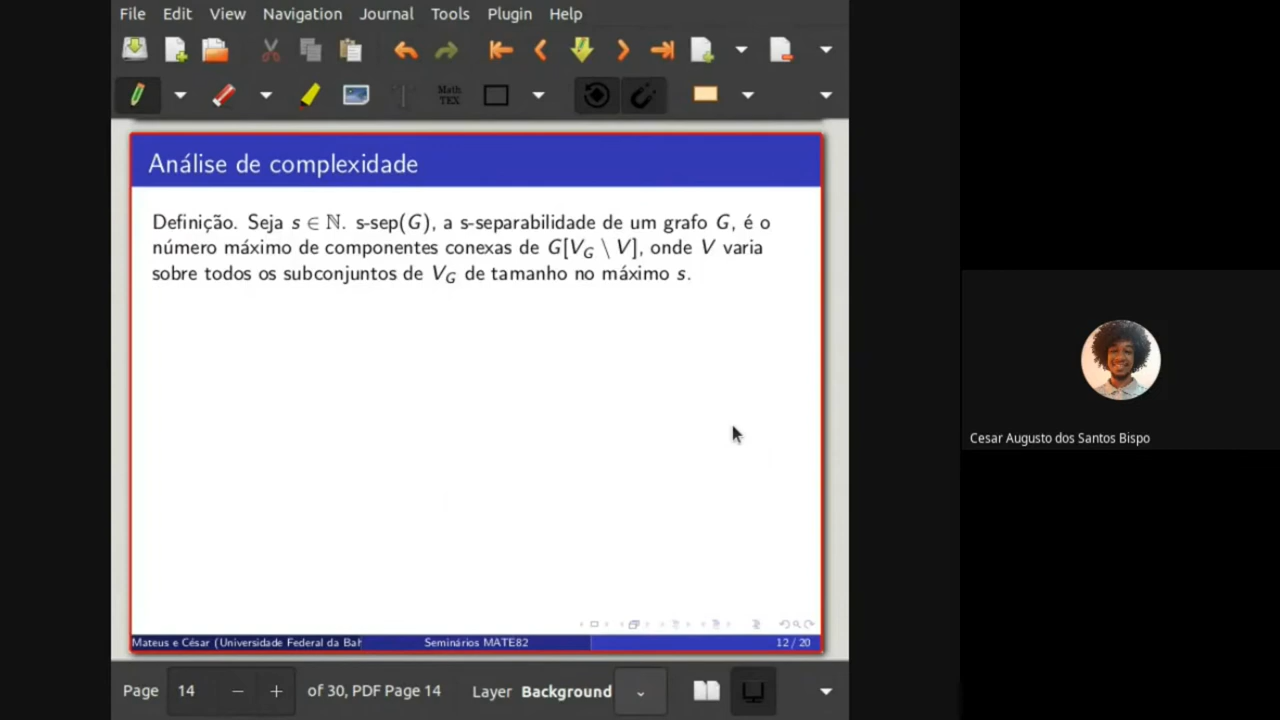 File Edit View Navigation Journal Tools Plugin Help
Math
TEX
Análise de complexidade
Definição. Seja s ∈ ℕ. s-sep(G), a s-separabilidade de um grafo G, é o
número máximo de componentes conexas de G[V_G \ V], onde V varia
sobre todos os subconjuntos de V_G de tamanho no máximo s.
Mateus e César (Universidade Federal da Bah Seminários MATE82 12 / 20
Page 14 − + of 30, PDF Page 14 Layer Background
Cesar Augusto dos Santos Bispo